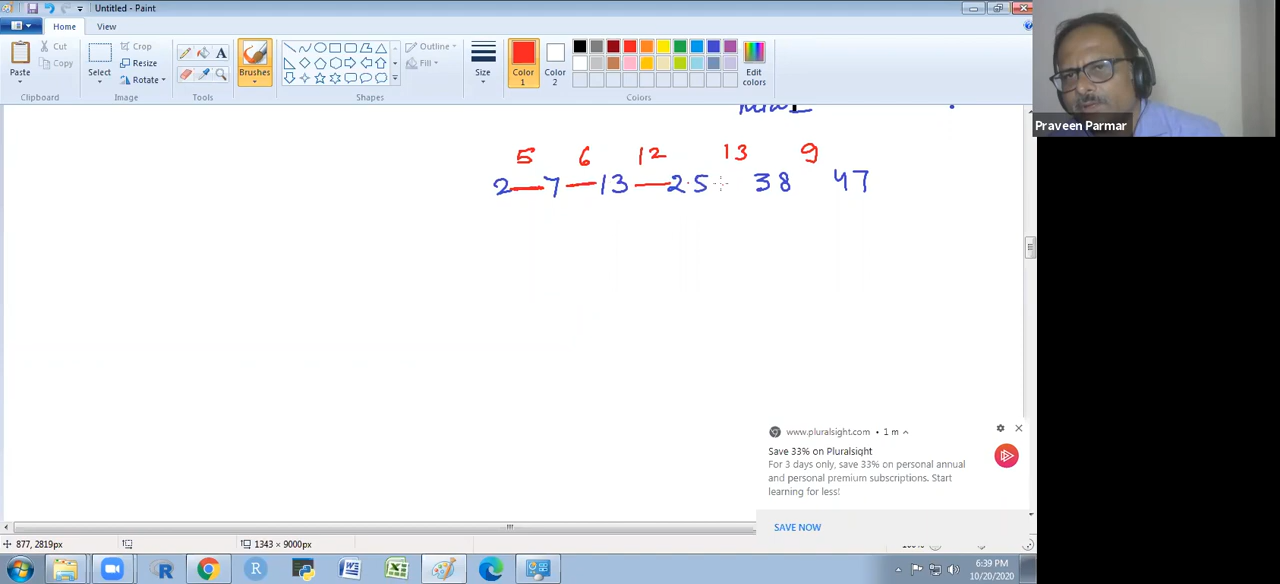 Untitled - Paint
Home View
Cut
Copy
Paste
Clipboard
Select
Crop
Resize
Rotate
Image
Tools
Brushes
Outline
Fill
Shapes
Size
Color 1
Color 2
Edit colors
Colors
Praveen Parmar
5 6 12 13 9
2 — 7 — 13 — 2.5 38 47
www.pluralsight.com • 1 m
Save 33% on Pluralsight
For 3 days only, save 33% on personal annual
and personal premium subscriptions. Start
learning for less!
SAVE NOW
877, 2819px
1343 × 9000px
6:39 PM
10/20/2020